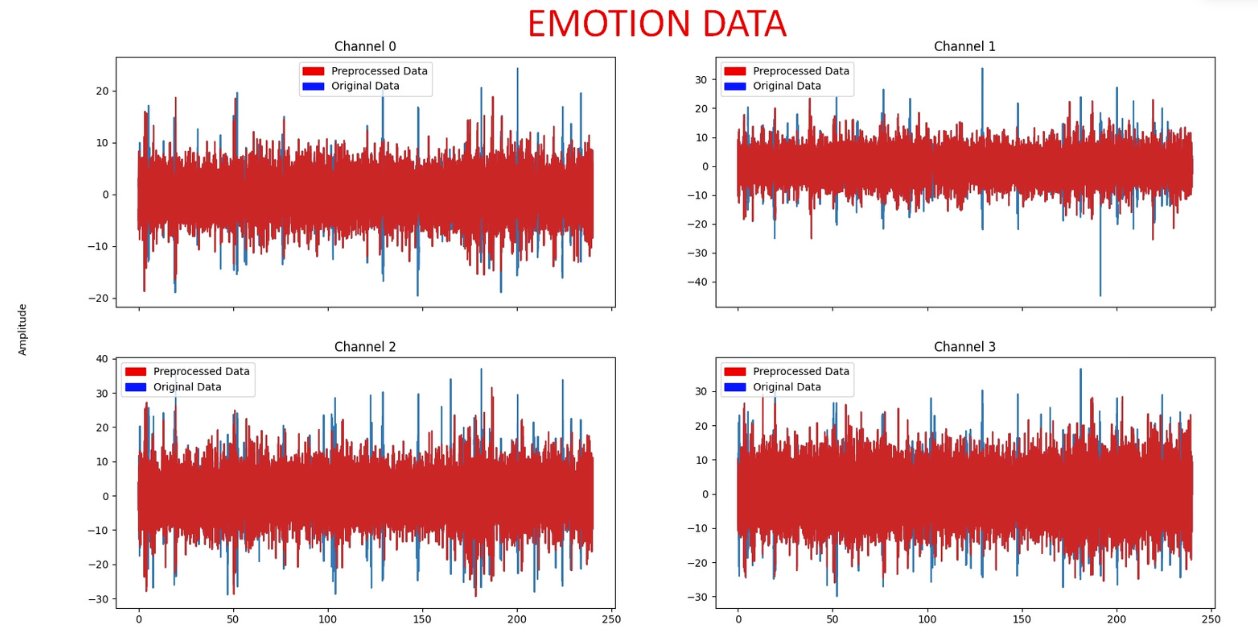 EMOTION DATA
Channel 0
Preprocessed Data
Original Data
20
10
0
−10
−20
Channel 1
Preprocessed Data
Original Data
30
20
10
0
−10
−20
−30
−40
Amplitude
Channel 2
Preprocessed Data
Original Data
40
30
20
10
0
−10
−20
−30
0 50 100 150 200 250
Channel 3
Preprocessed Data
Original Data
30
20
10
0
−10
−20
−30
0 50 100 150 200 250